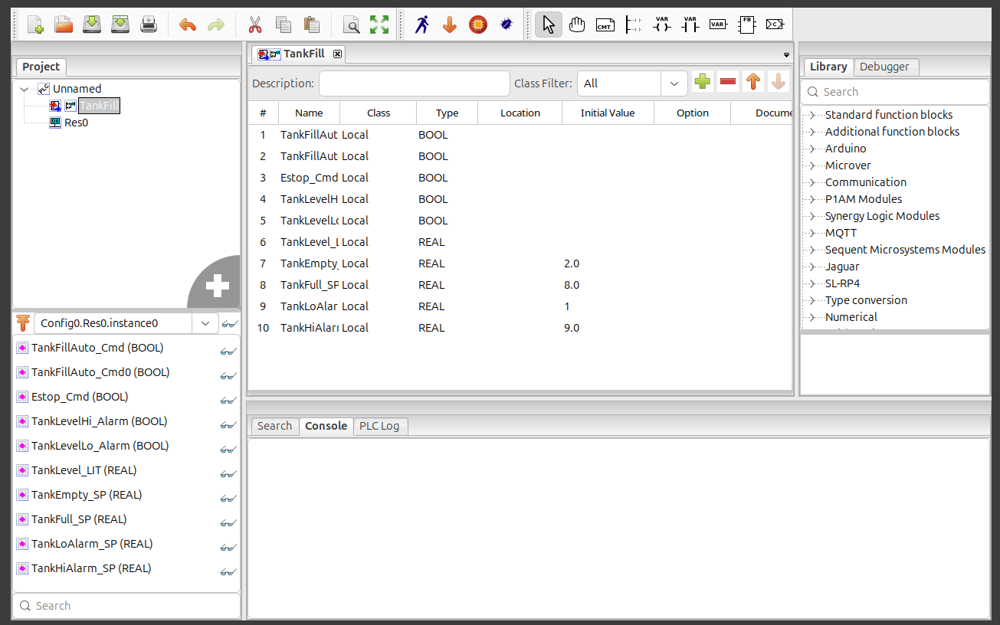 CMT VAR VAR VAR FB C
Project
Unnamed
TankFill
Res0
Config0.Res0.instance0
TankFillAuto_Cmd (BOOL)
TankFillAuto_Cmd0 (BOOL)
Estop_Cmd (BOOL)
TankLevelHi_Alarm (BOOL)
TankLevelLo_Alarm (BOOL)
TankLevel_LIT (REAL)
TankEmpty_SP (REAL)
TankFull_SP (REAL)
TankLoAlarm_SP (REAL)
TankHiAlarm_SP (REAL)
Search
TankFill
Description: Class Filter: All
# Name Class Type Location Initial Value Option Docume
1 TankFillAut Local BOOL
2 TankFillAut Local BOOL
3 Estop_Cmd Local BOOL
4 TankLevelH Local BOOL
5 TankLevelLo Local BOOL
6 TankLevel_L Local REAL
7 TankEmpty_ Local REAL 2.0
8 TankFull_SP Local REAL 8.0
9 TankLoAlar Local REAL 1
10 TankHiAlarm Local REAL 9.0
Search Console PLC Log
Library Debugger
Search
Standard function blocks
Additional function blocks
Arduino
Microver
Communication
P1AM Modules
Synergy Logic Modules
MQTT
Sequent Microsystems Modules
Jaguar
SL-RP4
Type conversion
Numerical